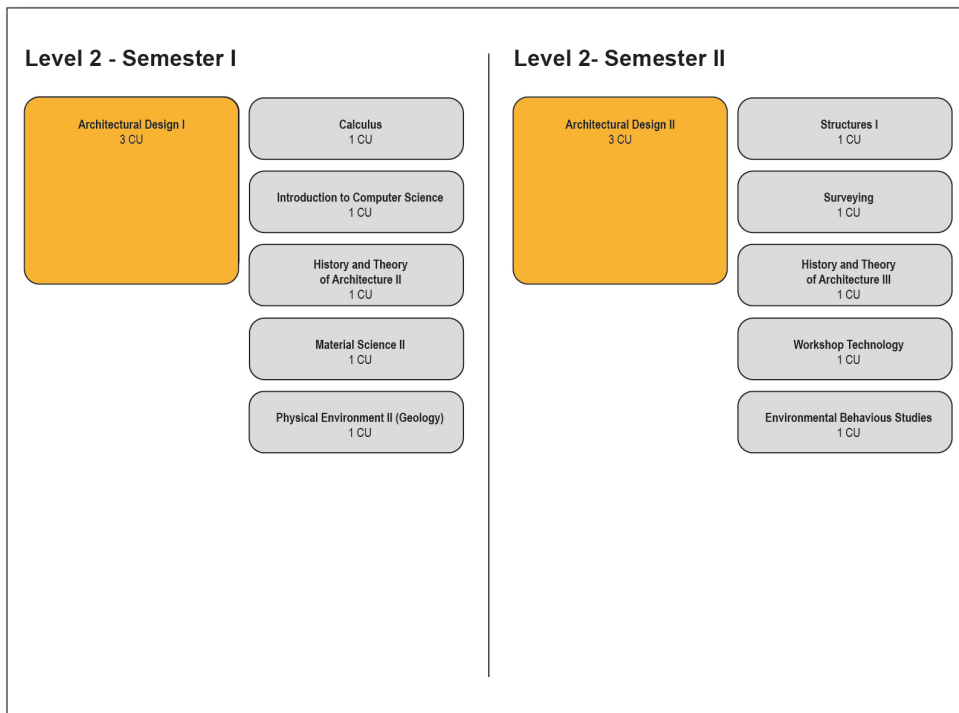 Level 2 - Semester I
Architectural Design I
3 CU
Calculus
1 CU
Introduction to Computer Science
1 CU
History and Theory
of Architecture II
1 CU
Material Science II
1 CU
Physical Environment II (Geology)
1 CU
Level 2- Semester II
Architectural Design II
3 CU
Structures I
1 CU
Surveying
1 CU
History and Theory
of Architecture III
1 CU
Workshop Technology
1 CU
Environmental Behavious Studies
1 CU